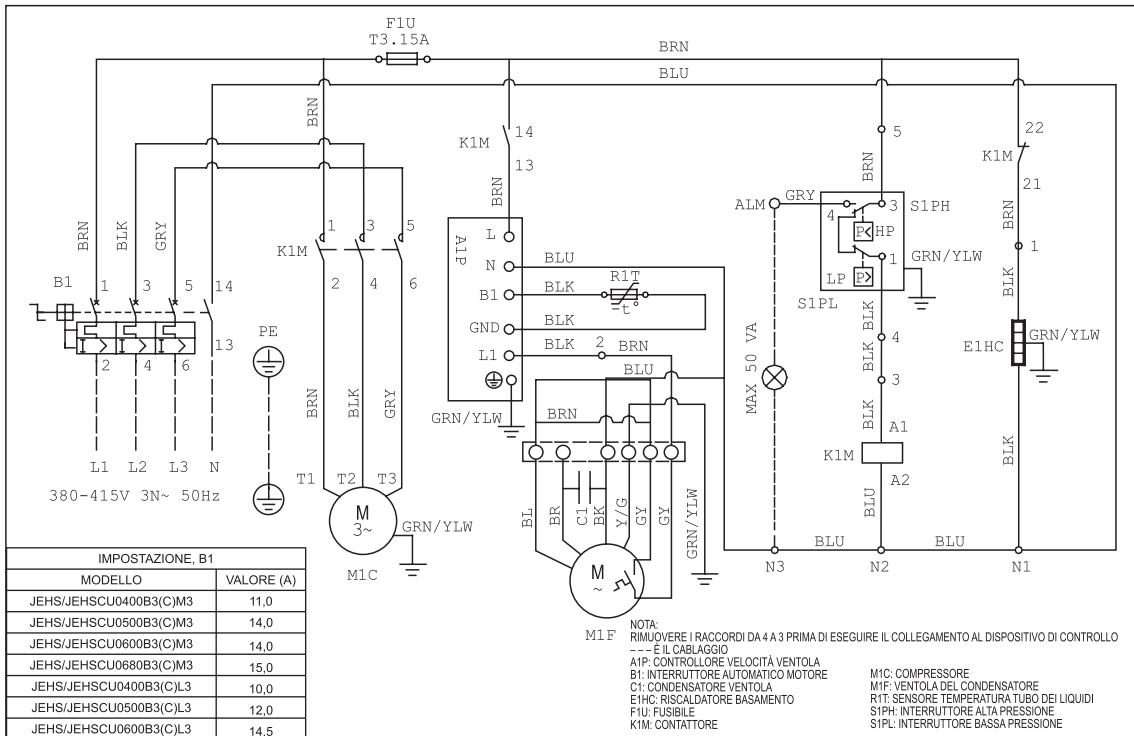 F1U
T3.15A
BRN
BLU
BRN
K1M
14
13
BRN
5
BRN
22
K1M
21
BRN
ALM
GRY
4
3
S1PH
P<
HP
1
LP
P>
GRN/YLW
S1PL
1
BLK
GRN/YLW
E1HC
BLK
BRN
BLK
GRY
B1
1
3
5
14
13
2
4
6
L1
L2
L3
N
380-415V 3N~ 50Hz
PE
K1M
1
3
5
2
4
6
BRN
BLK
GRY
T1
T2
T3
M
3~
GRN/YLW
M1C
A1P
L
N
B1
GND
L1
BLU
BLK
R1T
-t°
BLK
BLK
2
BRN
BLU
GRN/YLW
BRN
BL
BR
C1
BK
Y/G
GY
GY
GRN/YLW
M
~
M1F
MAX 50 VA
BLK
4
BLK
3
BLK
A1
K1M
A2
BLU
BLU
BLU
N3
N2
N1
IMPOSTAZIONE, B1
MODELLO VALORE (A)
JEHS/JEHSCU0400B3(C)M3 11,0
JEHS/JEHSCU0500B3(C)M3 14,0
JEHS/JEHSCU0600B3(C)M3 14,0
JEHS/JEHSCU0680B3(C)M3 15,0
JEHS/JEHSCU0400B3(C)L3 10,0
JEHS/JEHSCU0500B3(C)L3 12,0
JEHS/JEHSCU0600B3(C)L3 14,5
NOTA:
RIMUOVERE I RACCORDI DA 4 A 3 PRIMA DI ESEGUIRE IL COLLEGAMENTO AL DISPOSITIVO DI CONTROLLO
---- È IL CABLAGGIO
A1P: CONTROLLORE VELOCITÀ VENTOLA
B1: INTERRUTTORE AUTOMATICO MOTORE
C1: CONDENSATORE VENTOLA
E1HC: RISCALDATORE BASAMENTO
F1U: FUSIBILE
K1M: CONTATTORE
M1C: COMPRESSORE
M1F: VENTOLA DEL CONDENSATORE
R1T: SENSORE TEMPERATURA TUBO DEI LIQUIDI
S1PH: INTERRUTTORE ALTA PRESSIONE
S1PL: INTERRUTTORE BASSA PRESSIONE